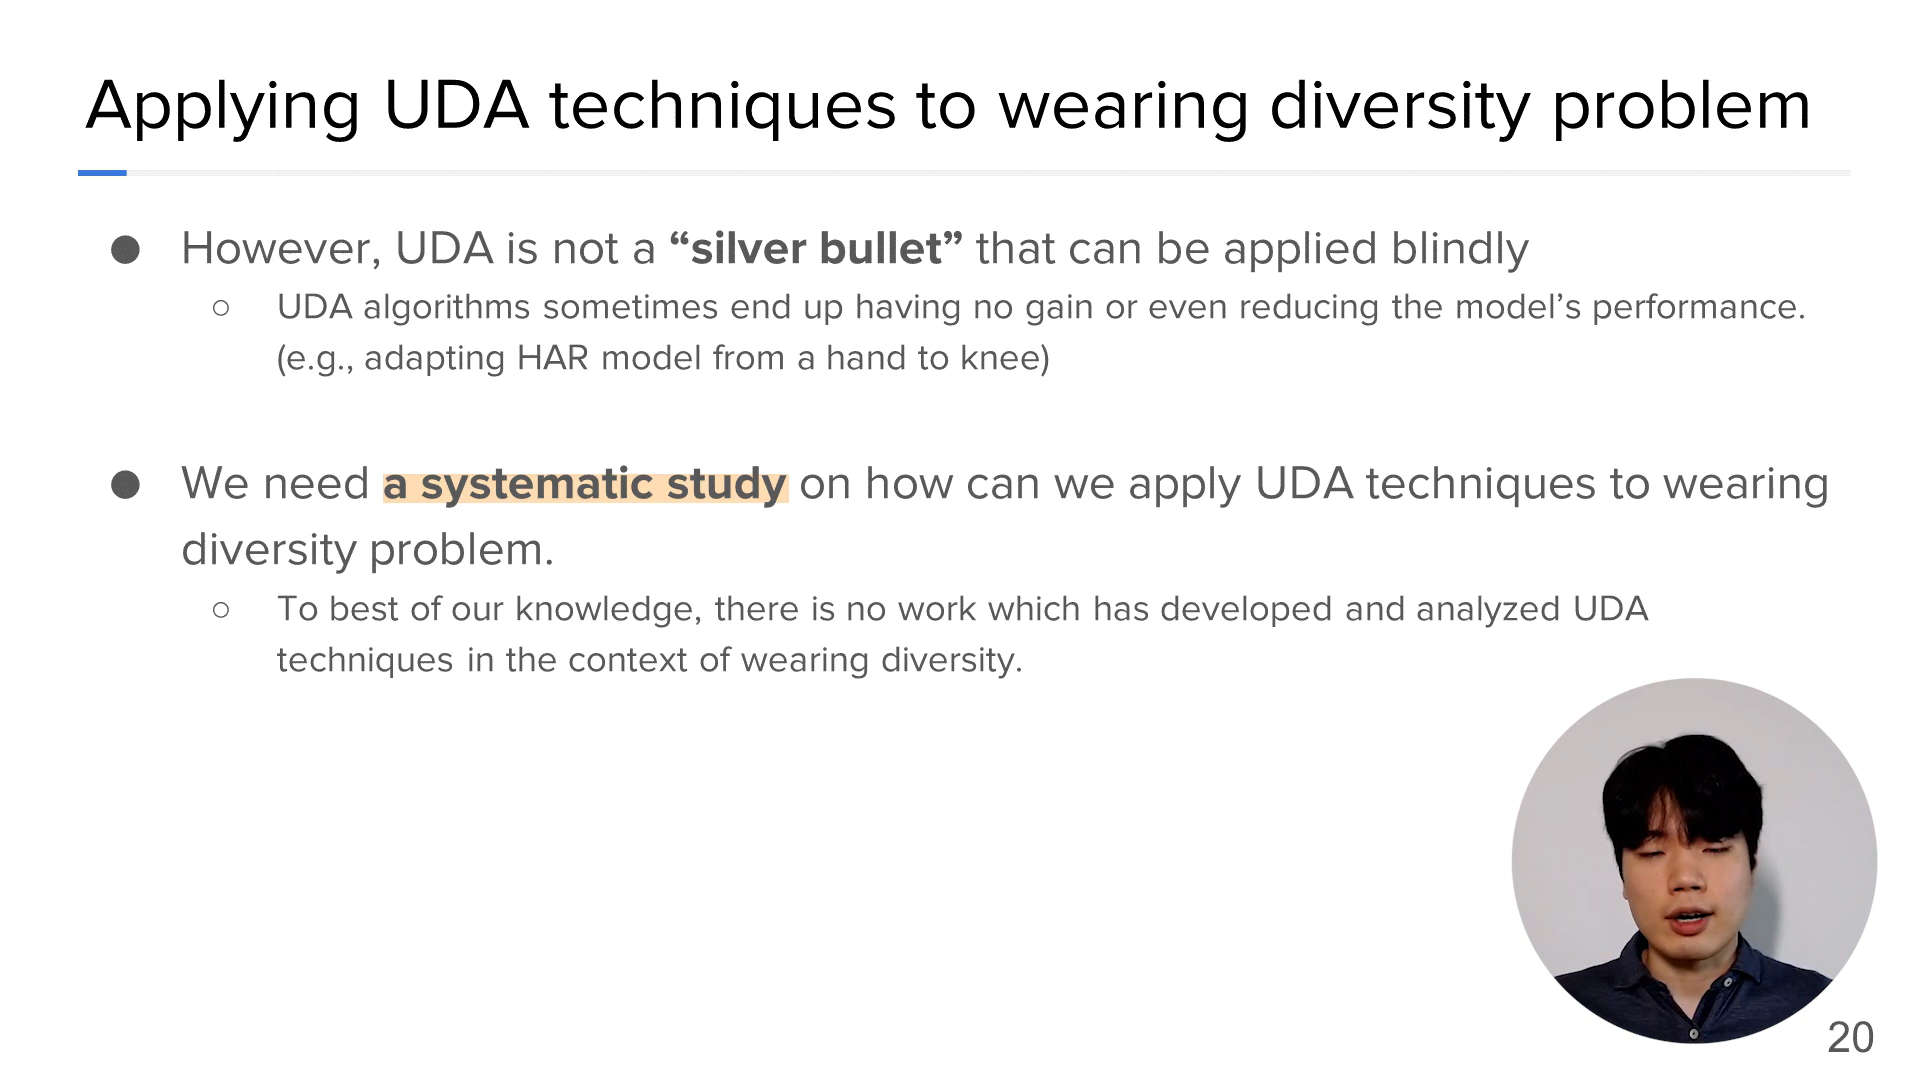 Applying UDA techniques to wearing diversity problem
● However, UDA is not a “silver bullet” that can be applied blindly
○ UDA algorithms sometimes end up having no gain or even reducing the model’s performance.
(e.g., adapting HAR model from a hand to knee)
● We need a systematic study on how can we apply UDA techniques to wearing
diversity problem.
○ To best of our knowledge, there is no work which has developed and analyzed UDA
techniques in the context of wearing diversity.
20